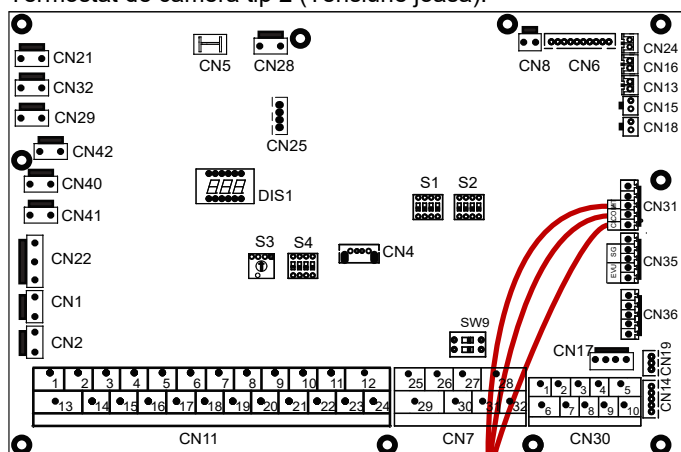 Termostat de cameră tip 2 (Tensiune joasă):
CN21
CN32
CN29
CN42
CN40
CN41
CN22
CN1
CN2
CN5
CN28
CN25
DIS1
S1 S2
S3 S4
CN4
CN8 CN6
CN24
CN16
CN13
CN15
CN18
CN31
COM
SG
EVU
CN35
CN36
SW9
CN17
CN19
CN14
1 2 3 4 5 6 7 8 9 10 11 12
13 14 15 16 17 18 19 20 21 22 23 24
CN11
25 26 27 28
29 30 31 32
CN7
1 2 3 4 5
6 7 8 9 10
CN30